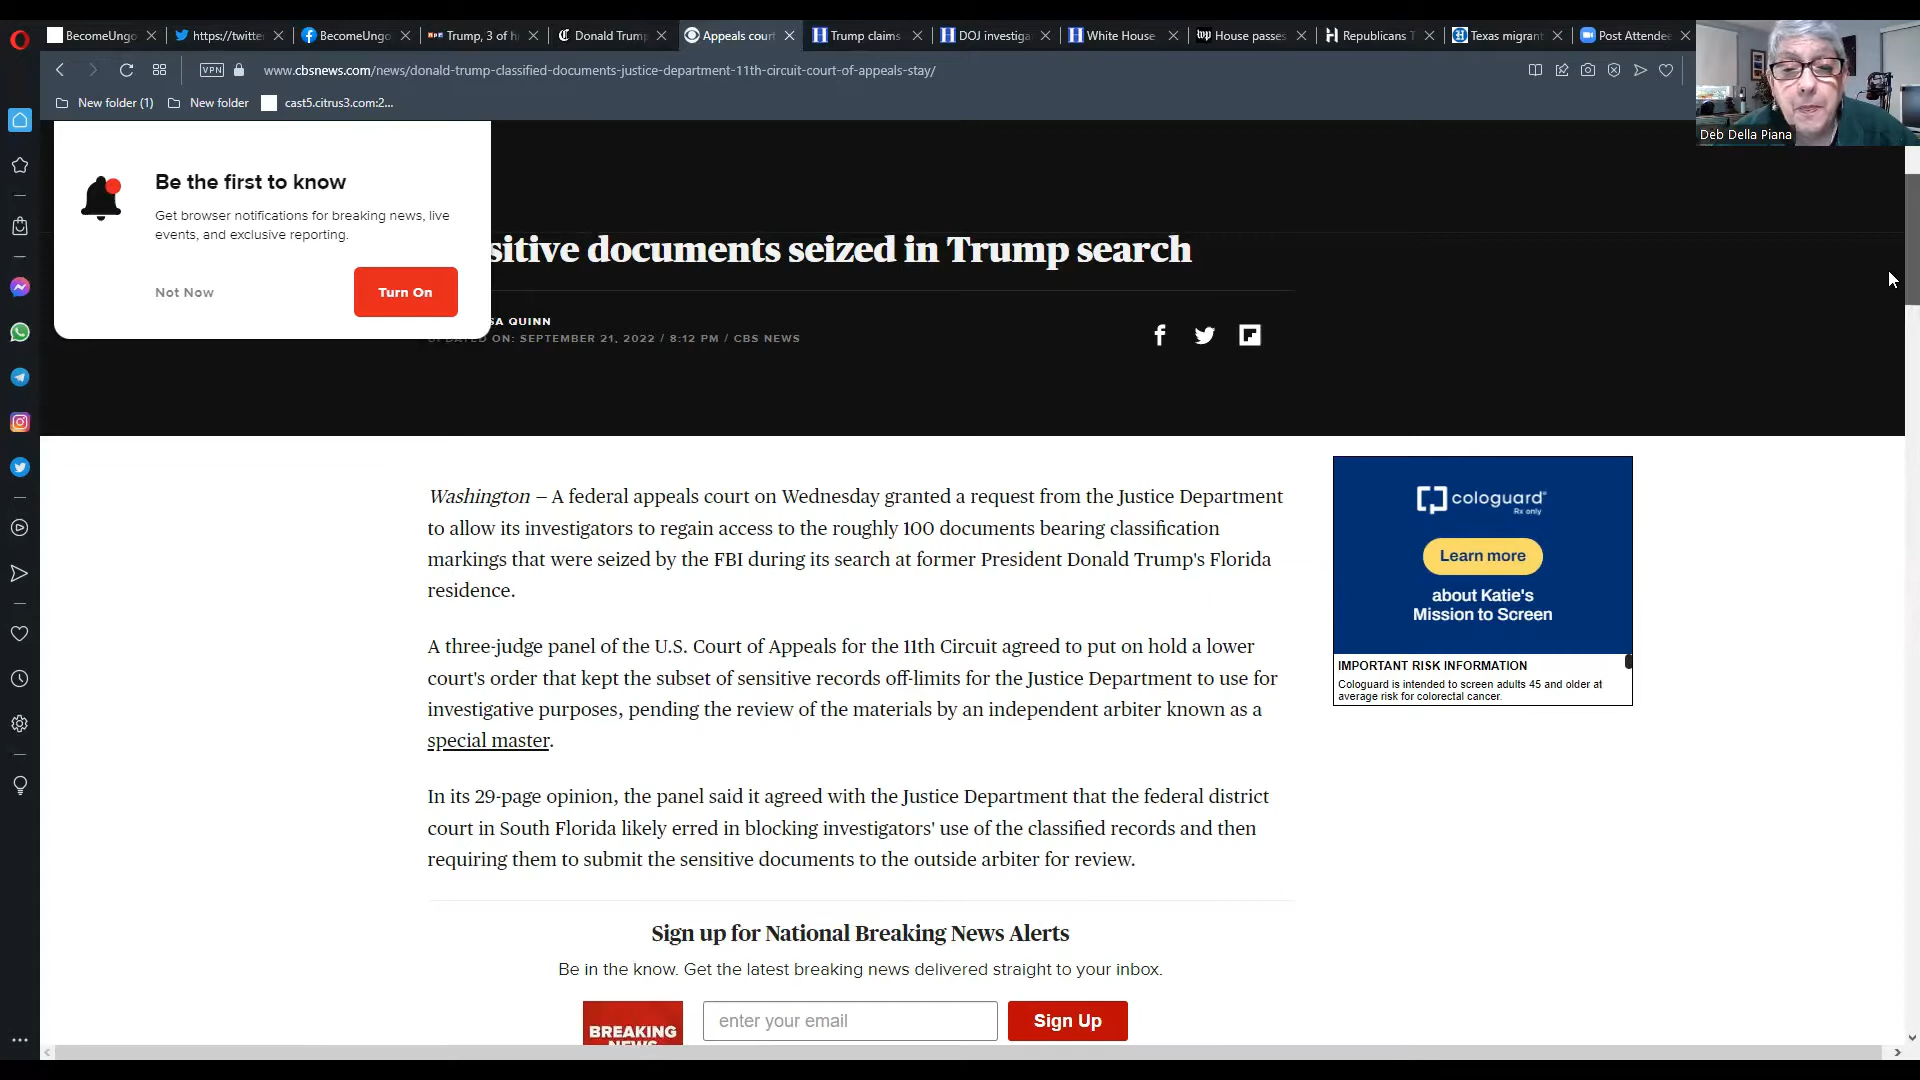 BecomeUngo
https://twitte
BecomeUngo
Trump, 3 of h
Donald Trump
Appeals court
Trump claims
DOJ investiga
White House
House passes
Republicans T
Texas migrant
Post Attendee
VPN
www.cbsnews.com/news/donald-trump-classified-documents-justice-department-11th-circuit-court-of-appeals-stay/
New folder (1)
New folder
cast5.citrus3.com:2...
Deb Della Piana
Be the first to know
Get browser notifications for breaking news, live
events, and exclusive reporting.
Not Now
Turn On
sitive documents seized in Trump search
SA QUINN
UPDATED ON: SEPTEMBER 21, 2022 / 8:12 PM / CBS NEWS
Washington — A federal appeals court on Wednesday granted a request from the Justice Department
to allow its investigators to regain access to the roughly 100 documents bearing classification
markings that were seized by the FBI during its search at former President Donald Trump's Florida
residence.
A three-judge panel of the U.S. Court of Appeals for the 11th Circuit agreed to put on hold a lower
court's order that kept the subset of sensitive records off-limits for the Justice Department to use for
investigative purposes, pending the review of the materials by an independent arbiter known as a
special master.
In its 29-page opinion, the panel said it agreed with the Justice Department that the federal district
court in South Florida likely erred in blocking investigators' use of the classified records and then
requiring them to submit the sensitive documents to the outside arbiter for review.
Sign up for National Breaking News Alerts
Be in the know. Get the latest breaking news delivered straight to your inbox.
BREAKING
NEWS
enter your email
Sign Up
cologuard
Rx only
Learn more
about Katie's
Mission to Screen
IMPORTANT RISK INFORMATION
Cologuard is intended to screen adults 45 and older at
average risk for colorectal cancer.